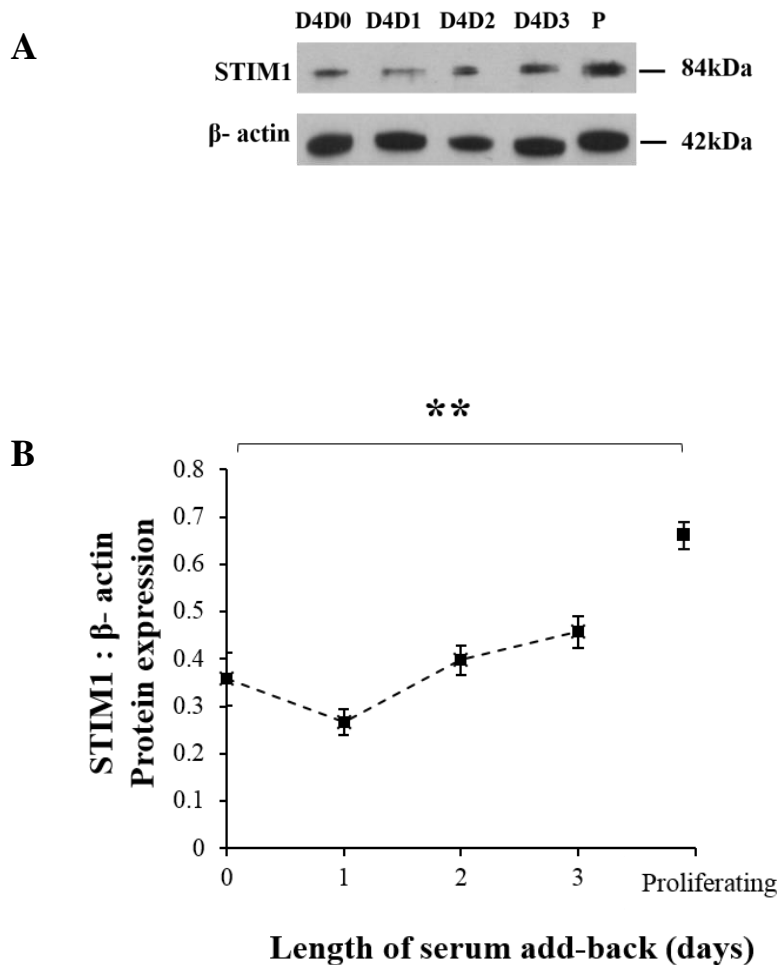 A
D4D0 D4D1 D4D2 D4D3 P
STIM1
84kDa
β- actin
42kDa
B
**
0.8
0.7
0.6
0.5
0.4
0.3
0.2
0.1
0
STIM1 : β- actin
Protein expression
0 1 2 3 Proliferating
Length of serum add-back (days)